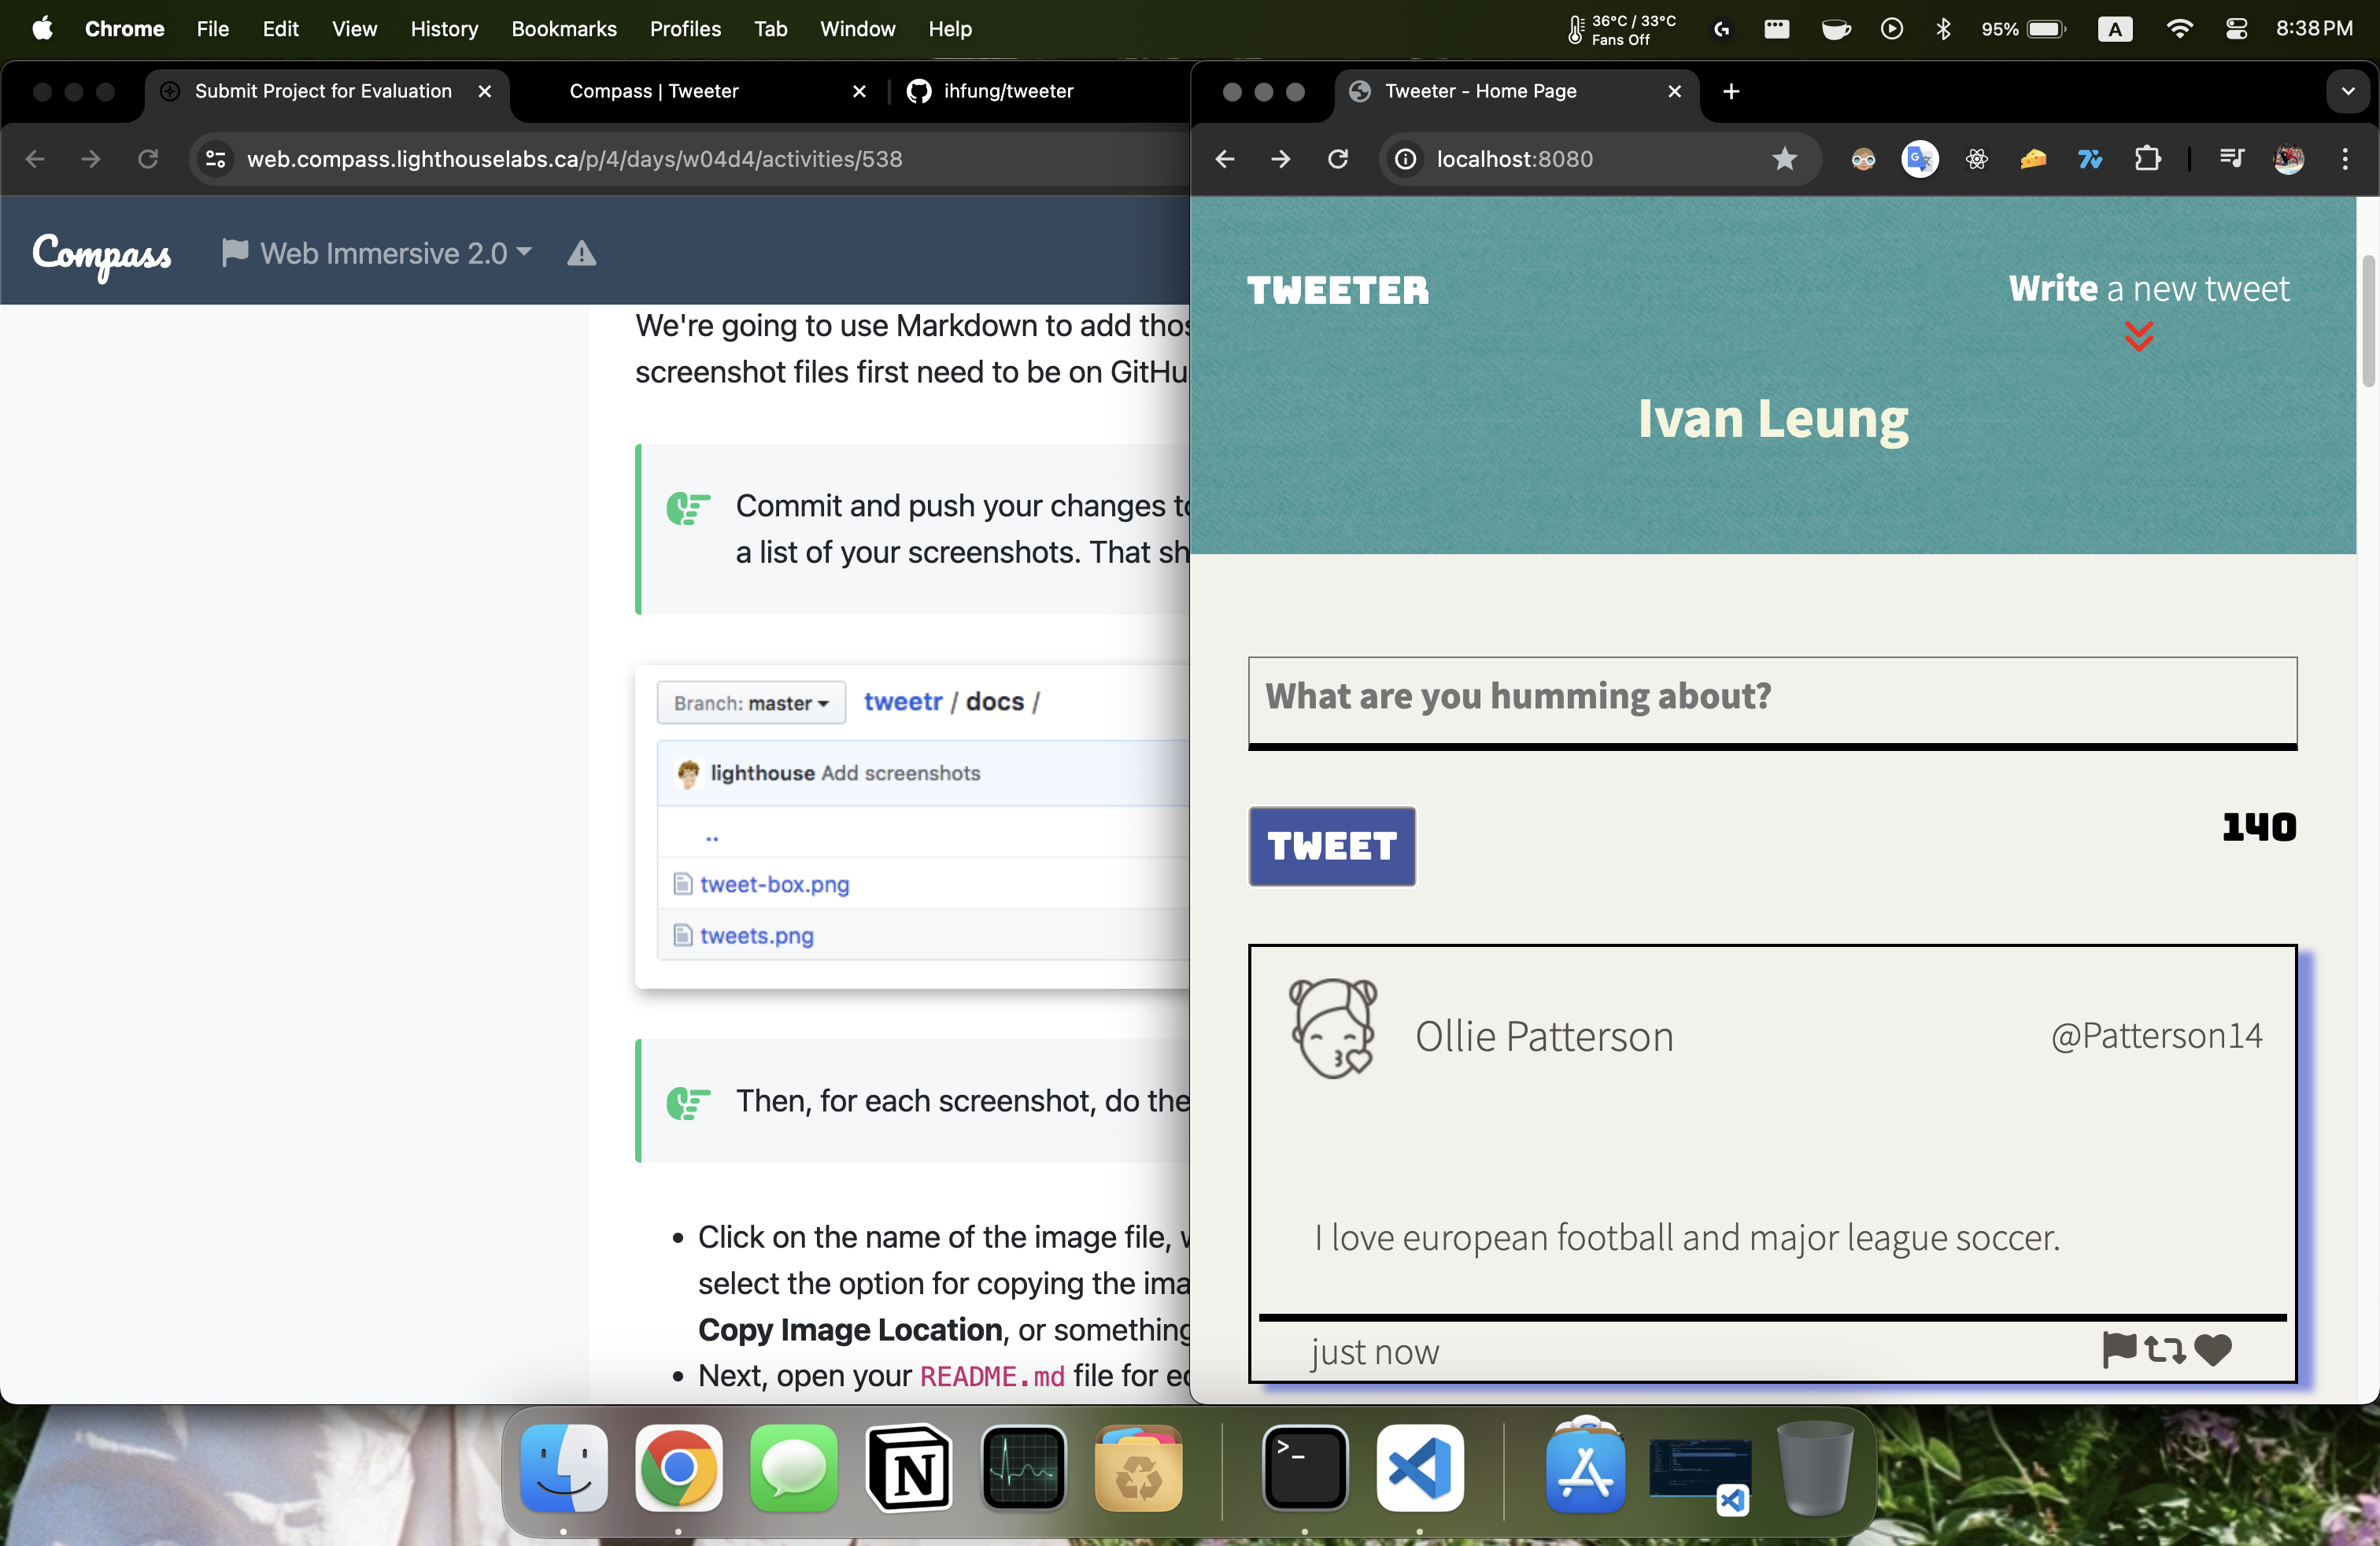 Chrome File Edit View History Bookmarks Profiles Tab Window Help
36°C / 33°C
Fans Off
95% A 8:38 PM
Submit Project for Evaluation
Compass | Tweeter
ihfung/tweeter
web.compass.lighthouselabs.ca/p/4/days/w04d4/activities/538
Compass Web Immersive 2.0
We're going to use Markdown to add thos
screenshot files first need to be on GitHu
Commit and push your changes to
a list of your screenshots. That sh
Branch: master tweetr / docs /
lighthouse Add screenshots
..
tweet-box.png
tweets.png
Then, for each screenshot, do the
• Click on the name of the image file, w
select the option for copying the ima
Copy Image Location, or something
• Next, open your README.md file for ed
Tweeter - Home Page
localhost:8080
TWEETER
Write a new tweet
Ivan Leung
What are you humming about?
TWEET
140
Ollie Patterson @Patterson14
I love european football and major league soccer.
just now
N
>_